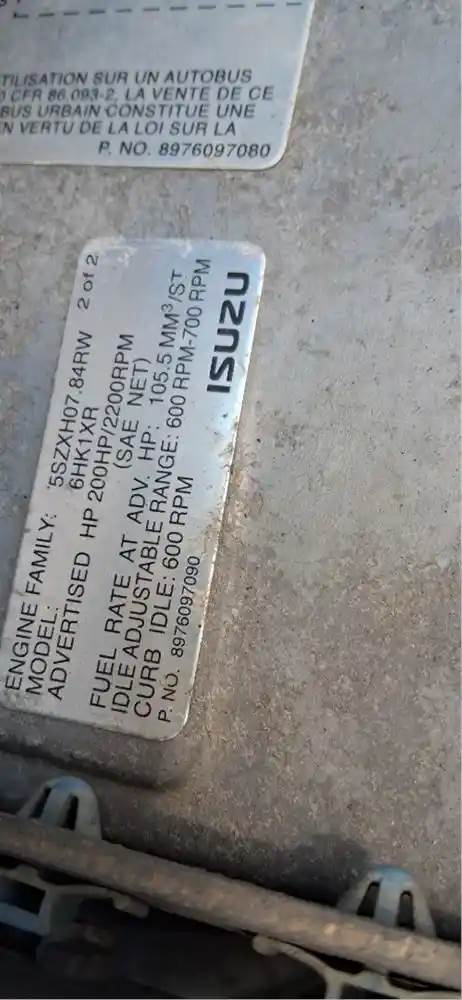 TILISATION SUR UN AUTOBUS
CFR 86.093-2, LA VENTE DE CE
BUS URBAIN CONSTITUE UNE
EN VERTU DE LA LOI SUR LA
P. NO. 8976097080
ENGINE FAMILY: 5SZXH07.84RW 2 of 2
MODEL: 6HK1XR
ADVERTISED HP 200HP/2200RPM
(SAE NET)
FUEL RATE AT ADV. HP: 105.5 MM³/ST
IDLE ADJUSTABLE RANGE: 600 RPM-700 RPM
CURB IDLE: 600 RPM
P. NO. 8976097090
ISUZU